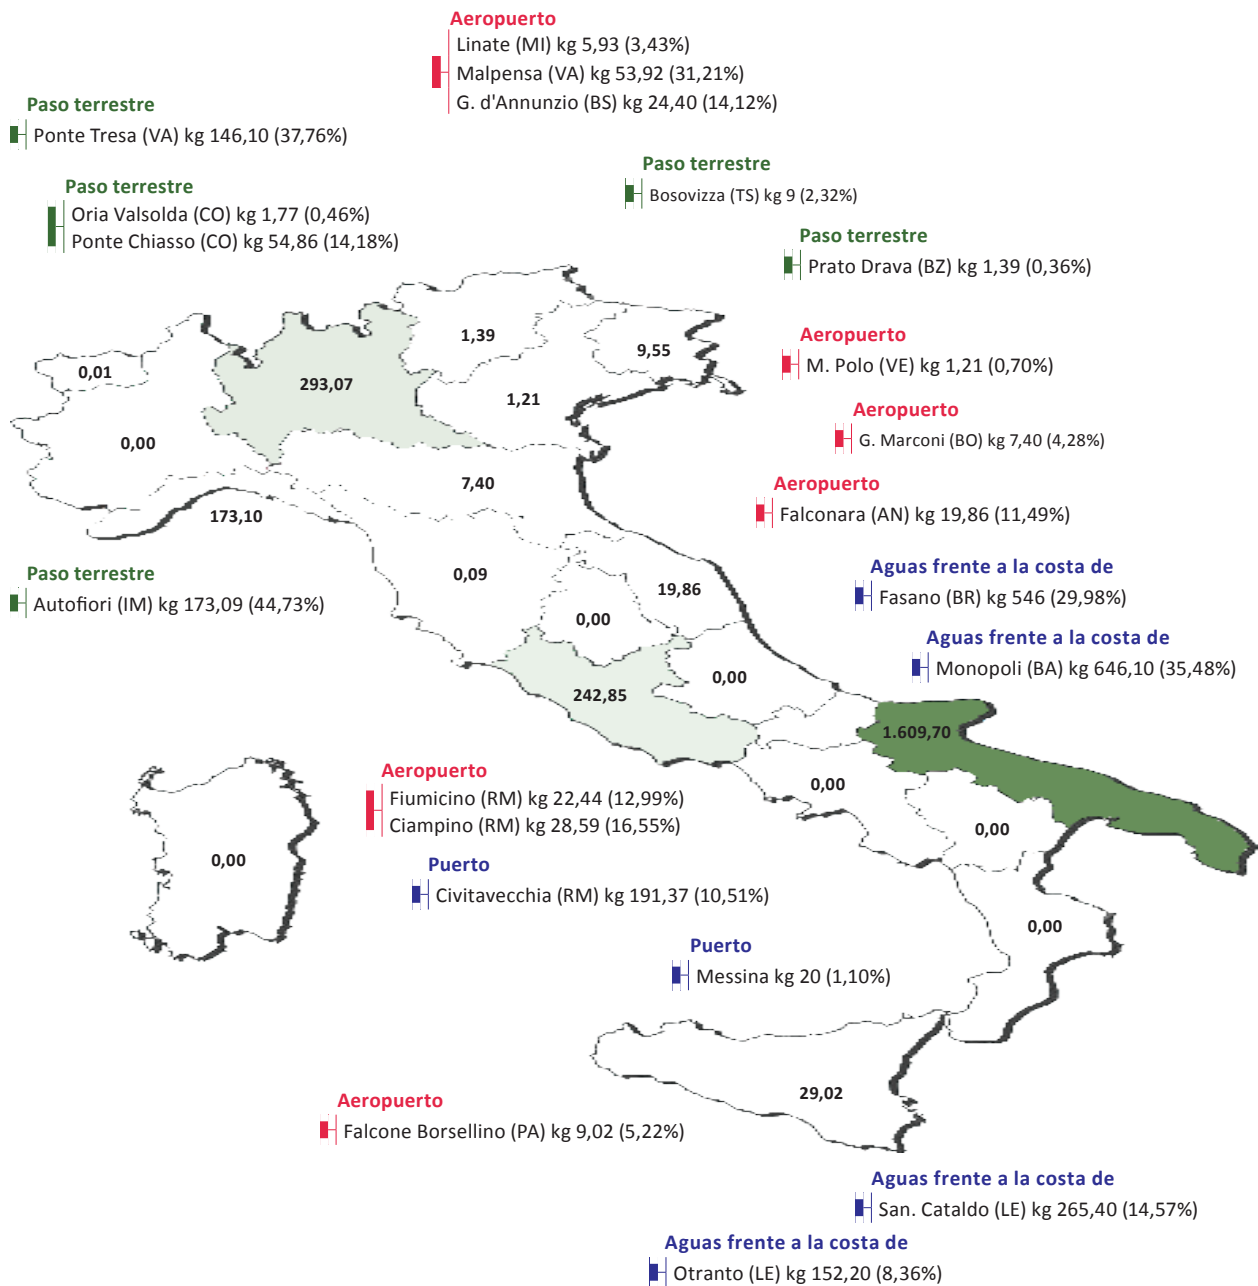 Aeropuerto
Linate (MI) kg 5,93 (3,43%)
Malpensa (VA) kg 53,92 (31,21%)
G. d'Annunzio (BS) kg 24,40 (14,12%)
Paso terrestre
Ponte Tresa (VA) kg 146,10 (37,76%)
Paso terrestre
Bosovizza (TS) kg 9 (2,32%)
Paso terrestre
Oria Valsolda (CO) kg 1,77 (0,46%)
Ponte Chiasso (CO) kg 54,86 (14,18%)
Paso terrestre
Prato Drava (BZ) kg 1,39 (0,36%)
1,39
9,55
Aeropuerto
M. Polo (VE) kg 1,21 (0,70%)
0,01
293,07
1,21
Aeropuerto
G. Marconi (BO) kg 7,40 (4,28%)
0,00
7,40
Aeropuerto
Falconara (AN) kg 19,86 (11,49%)
173,10
Paso terrestre
Autofiori (IM) kg 173,09 (44,73%)
0,09
19,86
0,00
Aguas frente a la costa de
Fasano (BR) kg 546 (29,98%)
Aguas frente a la costa de
Monopoli (BA) kg 646,10 (35,48%)
0,00
242,85
1.609,70
Aeropuerto
Fiumicino (RM) kg 22,44 (12,99%)
Ciampino (RM) kg 28,59 (16,55%)
0,00
0,00
0,00
Puerto
Civitavecchia (RM) kg 191,37 (10,51%)
0,00
Puerto
Messina kg 20 (1,10%)
29,02
Aeropuerto
Falcone Borsellino (PA) kg 9,02 (5,22%)
Aguas frente a la costa de
San. Cataldo (LE) kg 265,40 (14,57%)
Aguas frente a la costa de
Otranto (LE) kg 152,20 (8,36%)